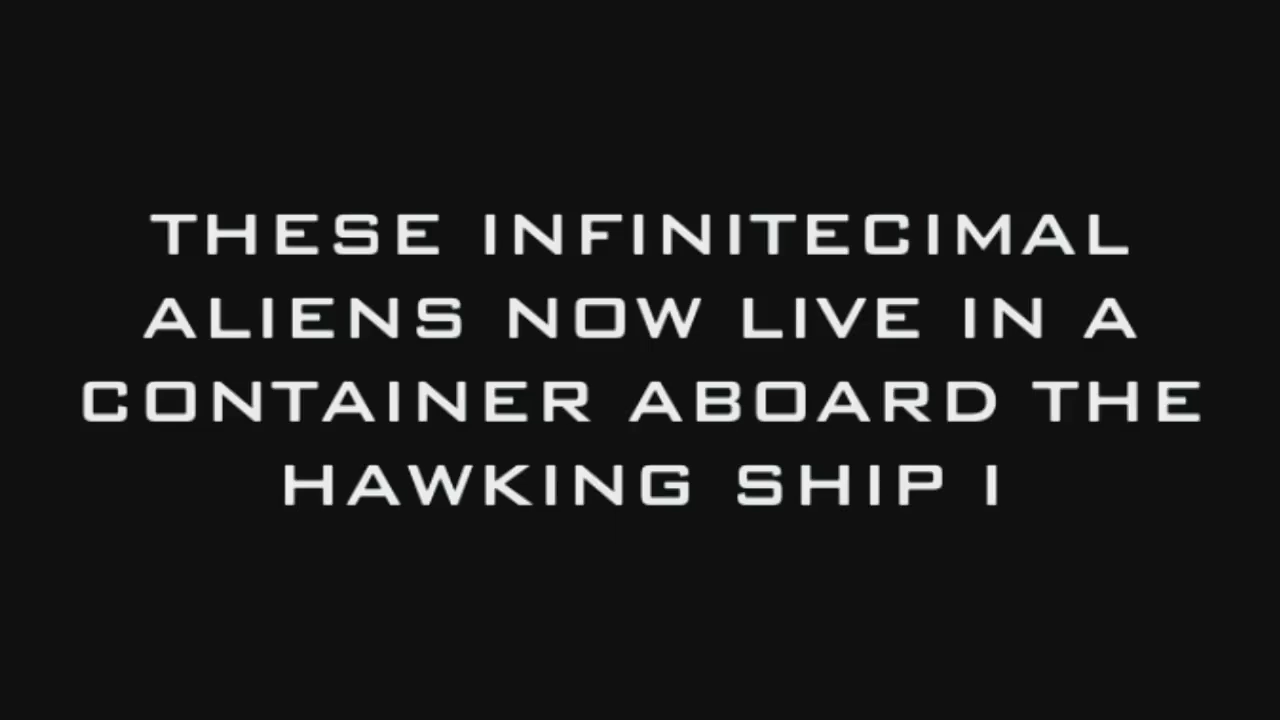 THESE INFINITECIMAL
ALIENS NOW LIVE IN A
CONTAINER ABOARD THE
HAWKING SHIP I